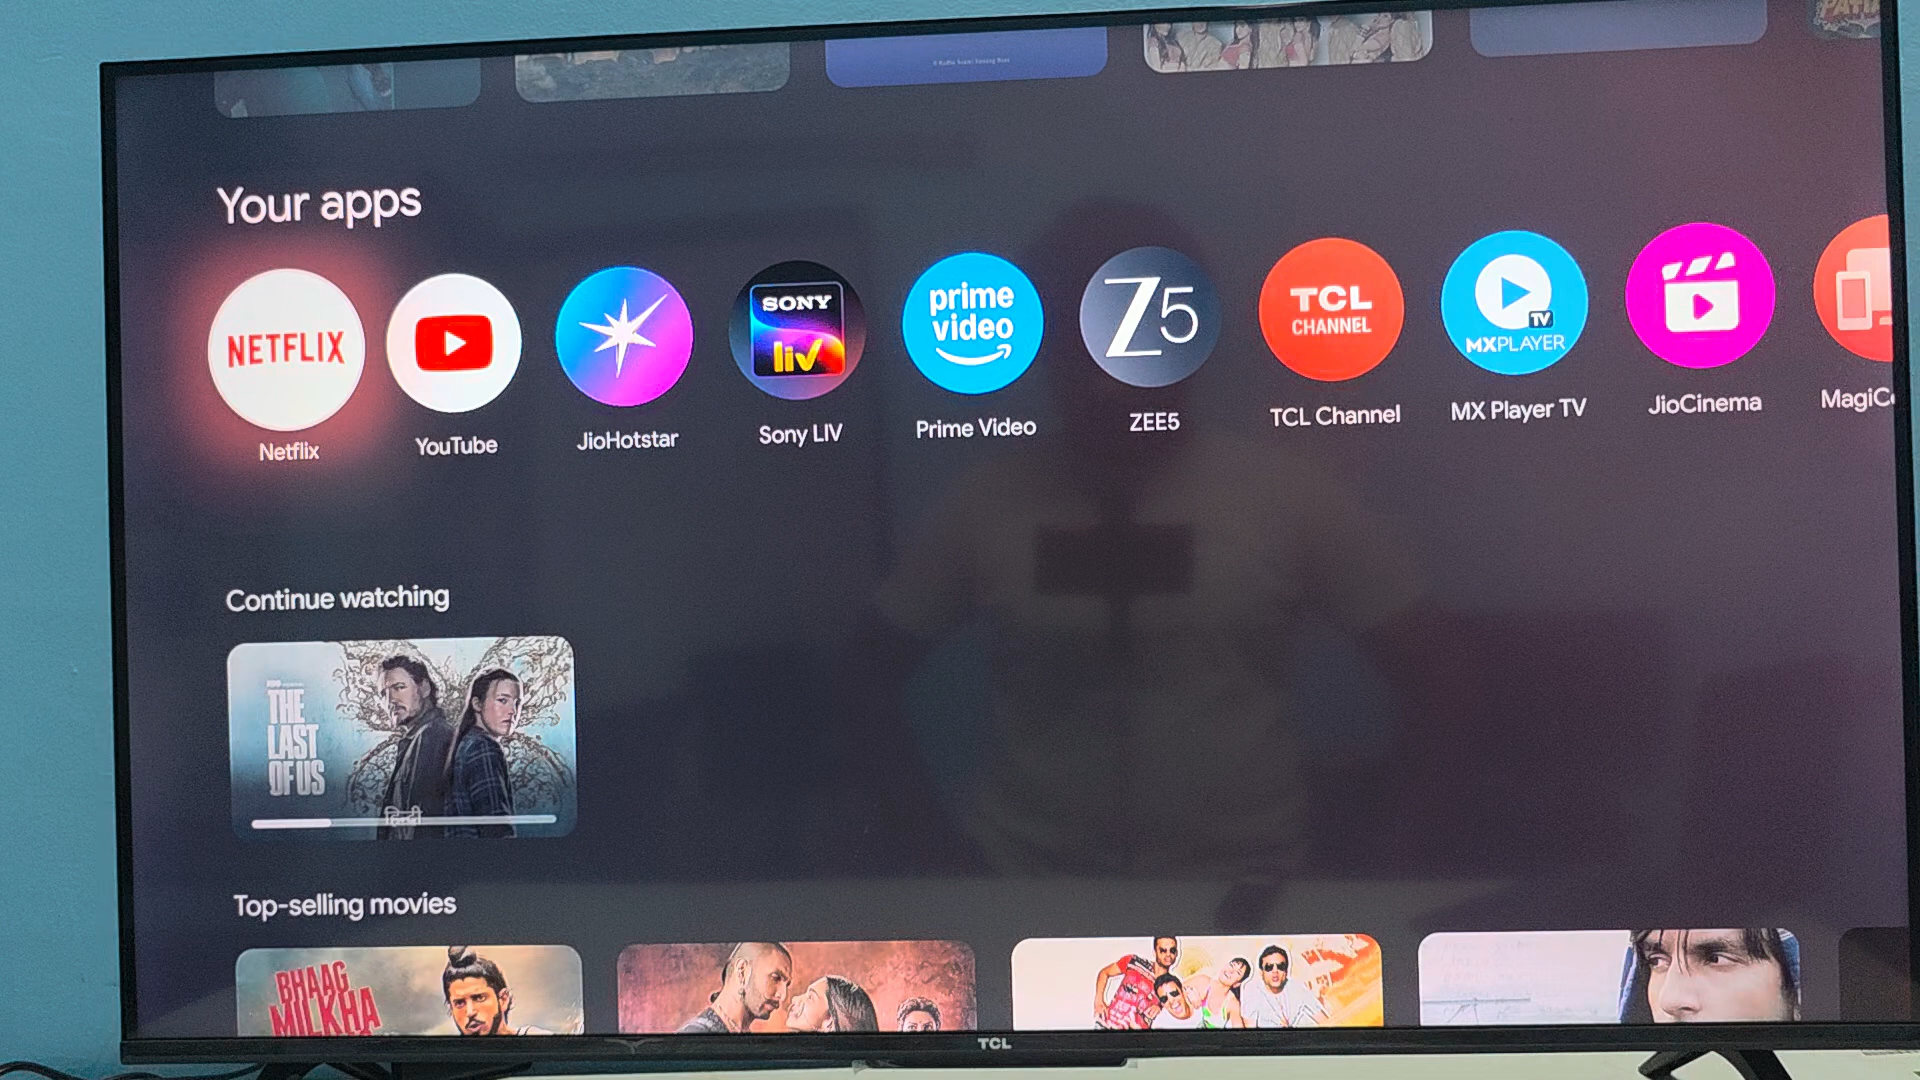 Your apps
NETFLIX
SONY
liv
prime
video
Z5
TCL
CHANNEL
TV
MXPLAYER
Netflix
YouTube
JioHotstar
Sony LIV
Prime Video
ZEE5
TCL Channel
MX Player TV
JioCinema
MagiC
Continue watching
THE
LAST
OF US
हिन्दी
Top-selling movies
BHAAG
MILKHA
TCL